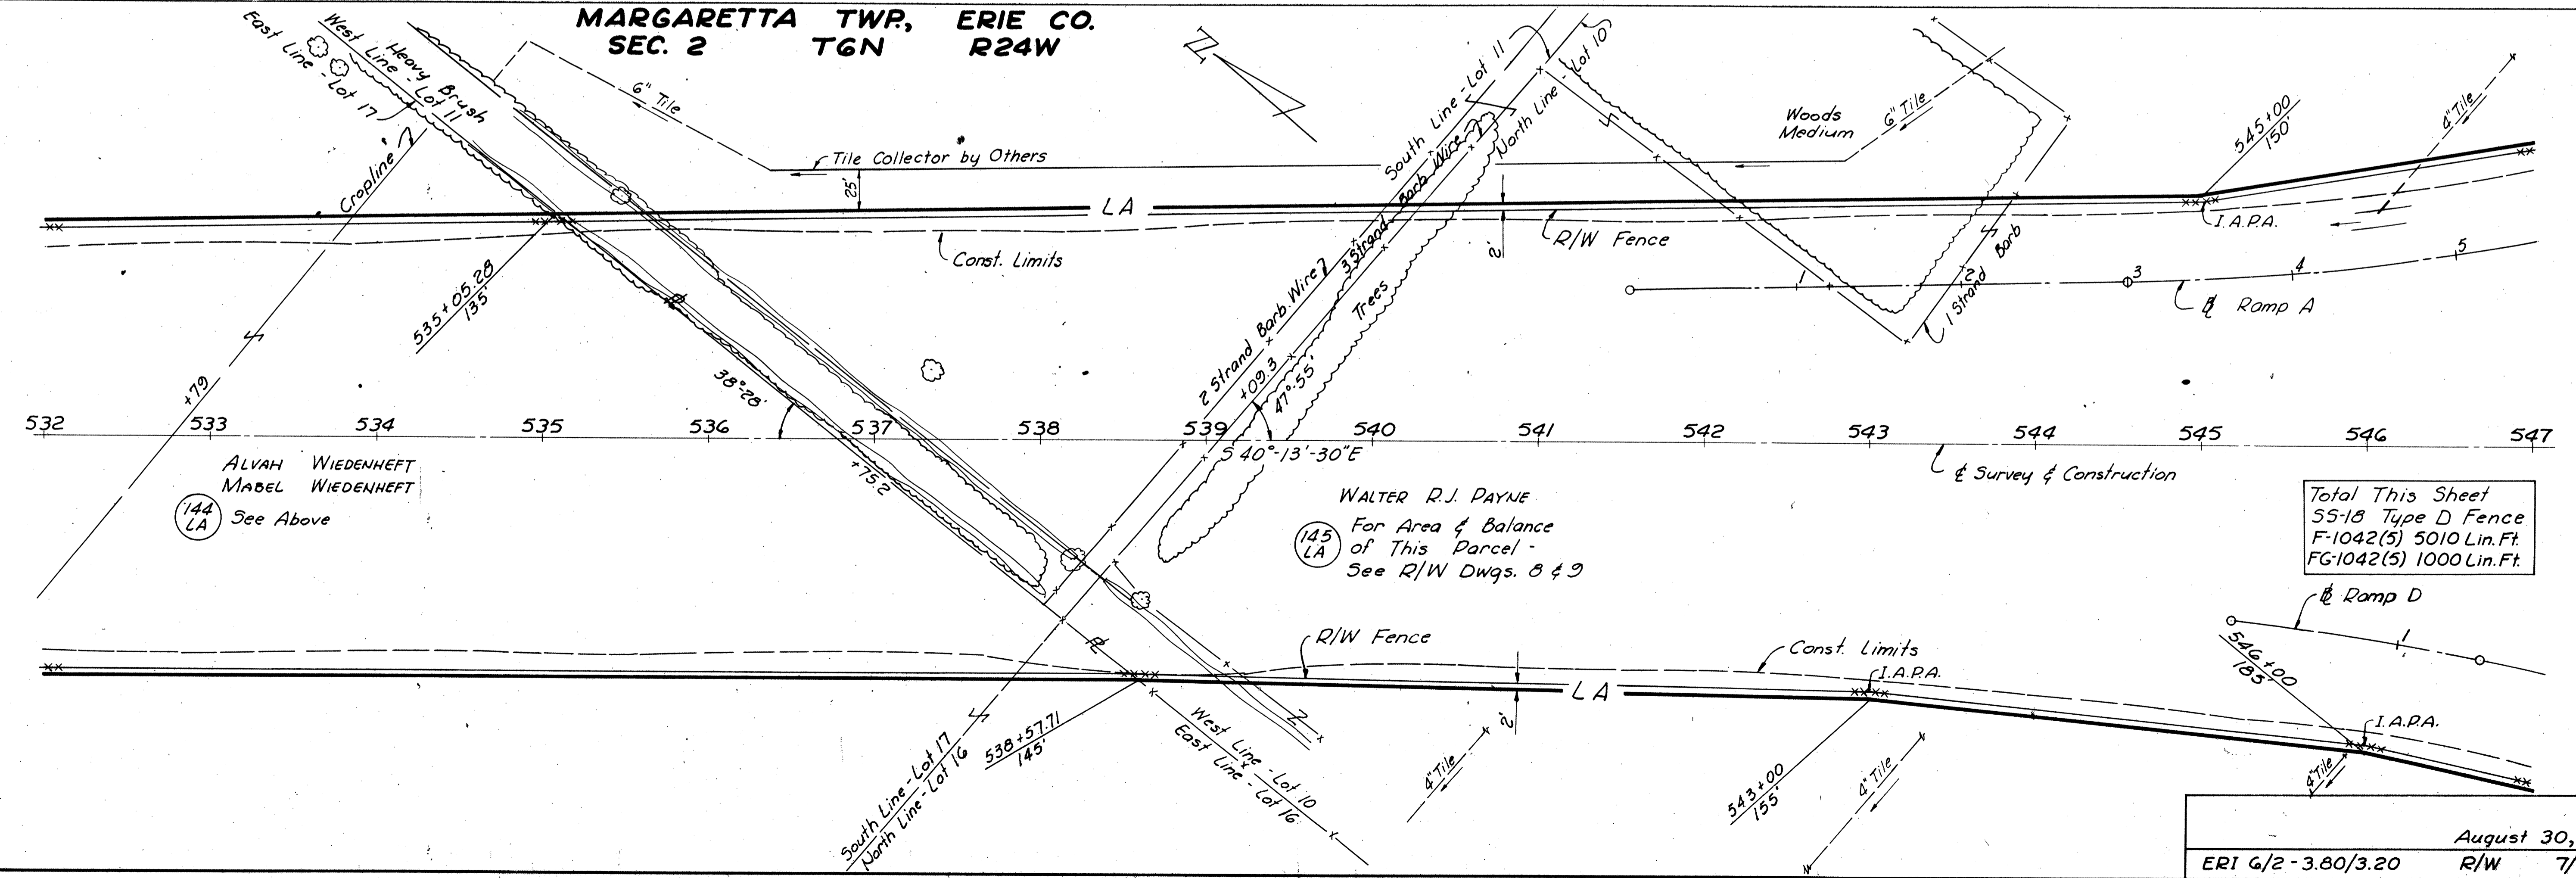 MARGARETTA TWP., ERIE CO.
SEC. 2 T6N R24W
East Line - Lot 17
West Line - Lot 11
Heavy Brush
Cropline
6" Tile
Tile Collector by Others
25'
LA
Const. Limits
R/W Fence
2'
South Line - Lot 11
North Line - Lot 10
3 Strand Barb Wire
2 Strand Barb. Wire
Trees
Woods
Medium
6" Tile
4" Tile
545+00
150'
I.A.P.A.
1
2
3
4
5
1 Strand Barb
℄ Ramp A
535+05.28
135'
+79
38°-28'
+75.2
+09.3
47°-55'
532 533 534 535 536 537 538 539 540 541 542 543 544 545 546 547
S 40°-13'-30"E
℄ Survey & Construction
ALVAH WIEDENHEFT
MABEL WIEDENHEFT
144
LA
See Above
WALTER R.J. PAYNE
145
LA
For Area & Balance
of This Parcel -
See R/W Dwgs. 8 & 9
Total This Sheet
SS-18 Type D Fence
F-1042(5) 5010 Lin. Ft.
FG-1042(5) 1000 Lin. Ft.
℄ Ramp D
1
546+00
185'
I.A.P.A.
R/W Fence
Const. Limits
I.A.P.A.
LA
2'
538+57.71
145'
South Line - Lot 17
North Line - Lot 16
West Line - Lot 10
East Line - Lot 16
4" Tile
543+00
155'
4" Tile
4" Tile
August 30,
ERI 6/2 - 3.80/3.20 R/W 7/